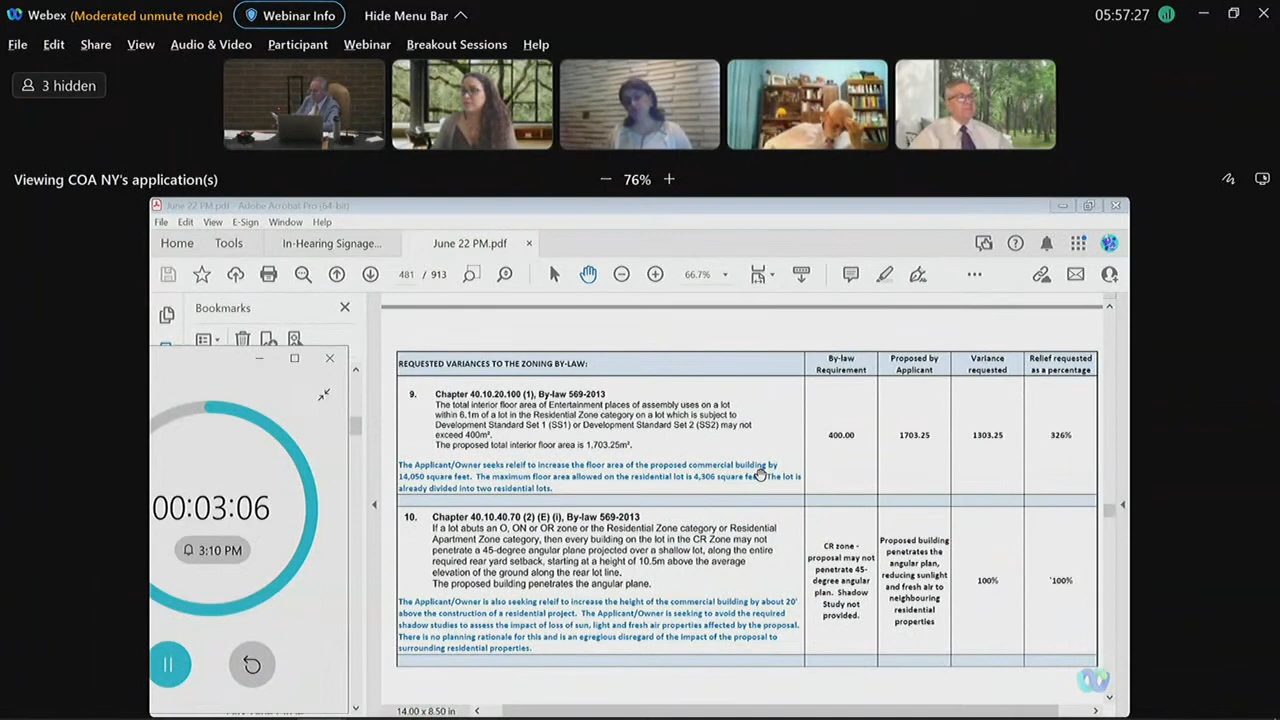 Webex (Moderated unmute mode) Webinar Info Hide Menu Bar 05:57:27
File Edit Share View Audio & Video Participant Webinar Breakout Sessions Help
3 hidden
Viewing COA NY's application(s) 76%
June 22 PM.pdf - Adobe Acrobat Pro (64-bit)
File Edit View E-Sign Window Help
Home Tools In-Hearing Signage... June 22 PM.pdf
481 / 913 66.7%
Bookmarks
00:03:06
3:10 PM
REQUESTED VARIANCES TO THE ZONING BY-LAW:
By-law Requirement
Proposed by Applicant
Variance requested
Relief requested as a percentage
9. Chapter 40.10.20.100 (1), By-law 569-2013
The total interior floor area of Entertainment places of assembly uses on a lot
within 6.1m of a lot in the Residential Zone category on a lot which is subject to
Development Standard Set 1 (SS1) or Development Standard Set 2 (SS2) may not
exceed 400m².
The proposed total interior floor area is 1,703.25m².
400.00 1703.25 1303.25 326%
The Applicant/Owner seeks releif to increase the floor area of the proposed commercial building by
14,050 square feet. The maximum floor area allowed on the residential lot is 4,306 square The lot is
already divided into two residential lots.
10. Chapter 40.10.40.70 (2) (E) (i), By-law 569-2013
If a lot abuts an O, ON or OR zone or the Residential Zone category or Residential
Apartment Zone category, then every building on the lot in the CR Zone may not
penetrate a 45-degree angular plane projected over a shallow lot, along the entire
required rear yard setback, starting at a height of 10.5m above the average
elevation of the ground along the rear lot line.
The proposed building penetrates the angular plane.
The Applicant/Owner is also seeking releif to increase the height of the commercial building by about 20'
above the construction of a residential project. The Applicant/Owner is seeking to avoid the required
shadow studies to assess the impact of loss of sun, light and fresh air properties affected by the proposal.
There is no planning rationale for this and is an egregious disregard of the impact of the proposal to
surrounding residential properties.
CR zone -
proposal may not
penetrate 45-
degree angular
plan. Shadow
Study not
provided.
Proposed building
penetrates the
angular plan,
reducing sunlight
and fresh air to
neighbouring
residential
properties
100%
'100%
14.00 x 8.50 in